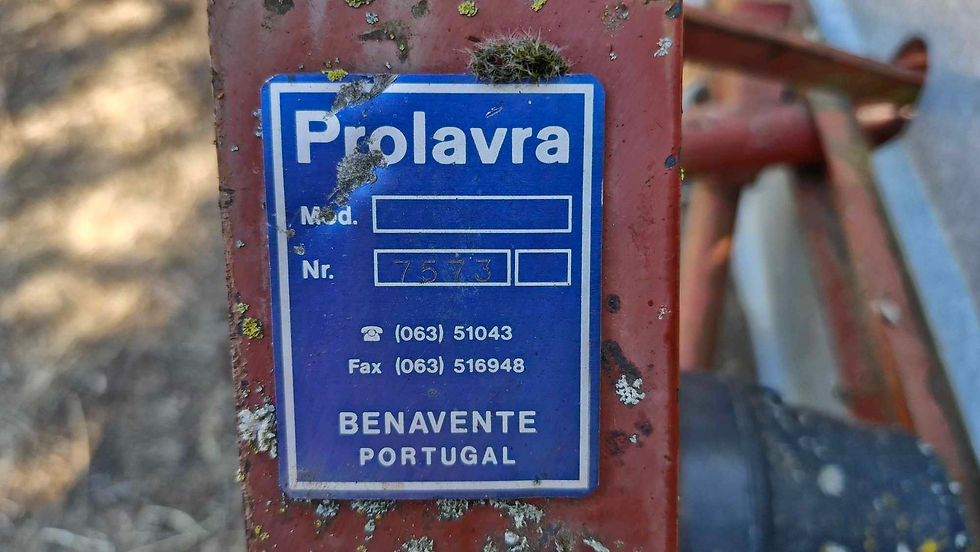 Prolavra
Mod.
Nr. 7573
☎ (063) 51043
Fax (063) 516948
BENAVENTE
PORTUGAL